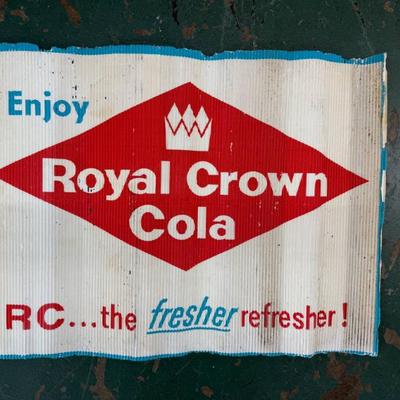 Enjoy
Royal Crown
Cola
RC...the fresher refresher!